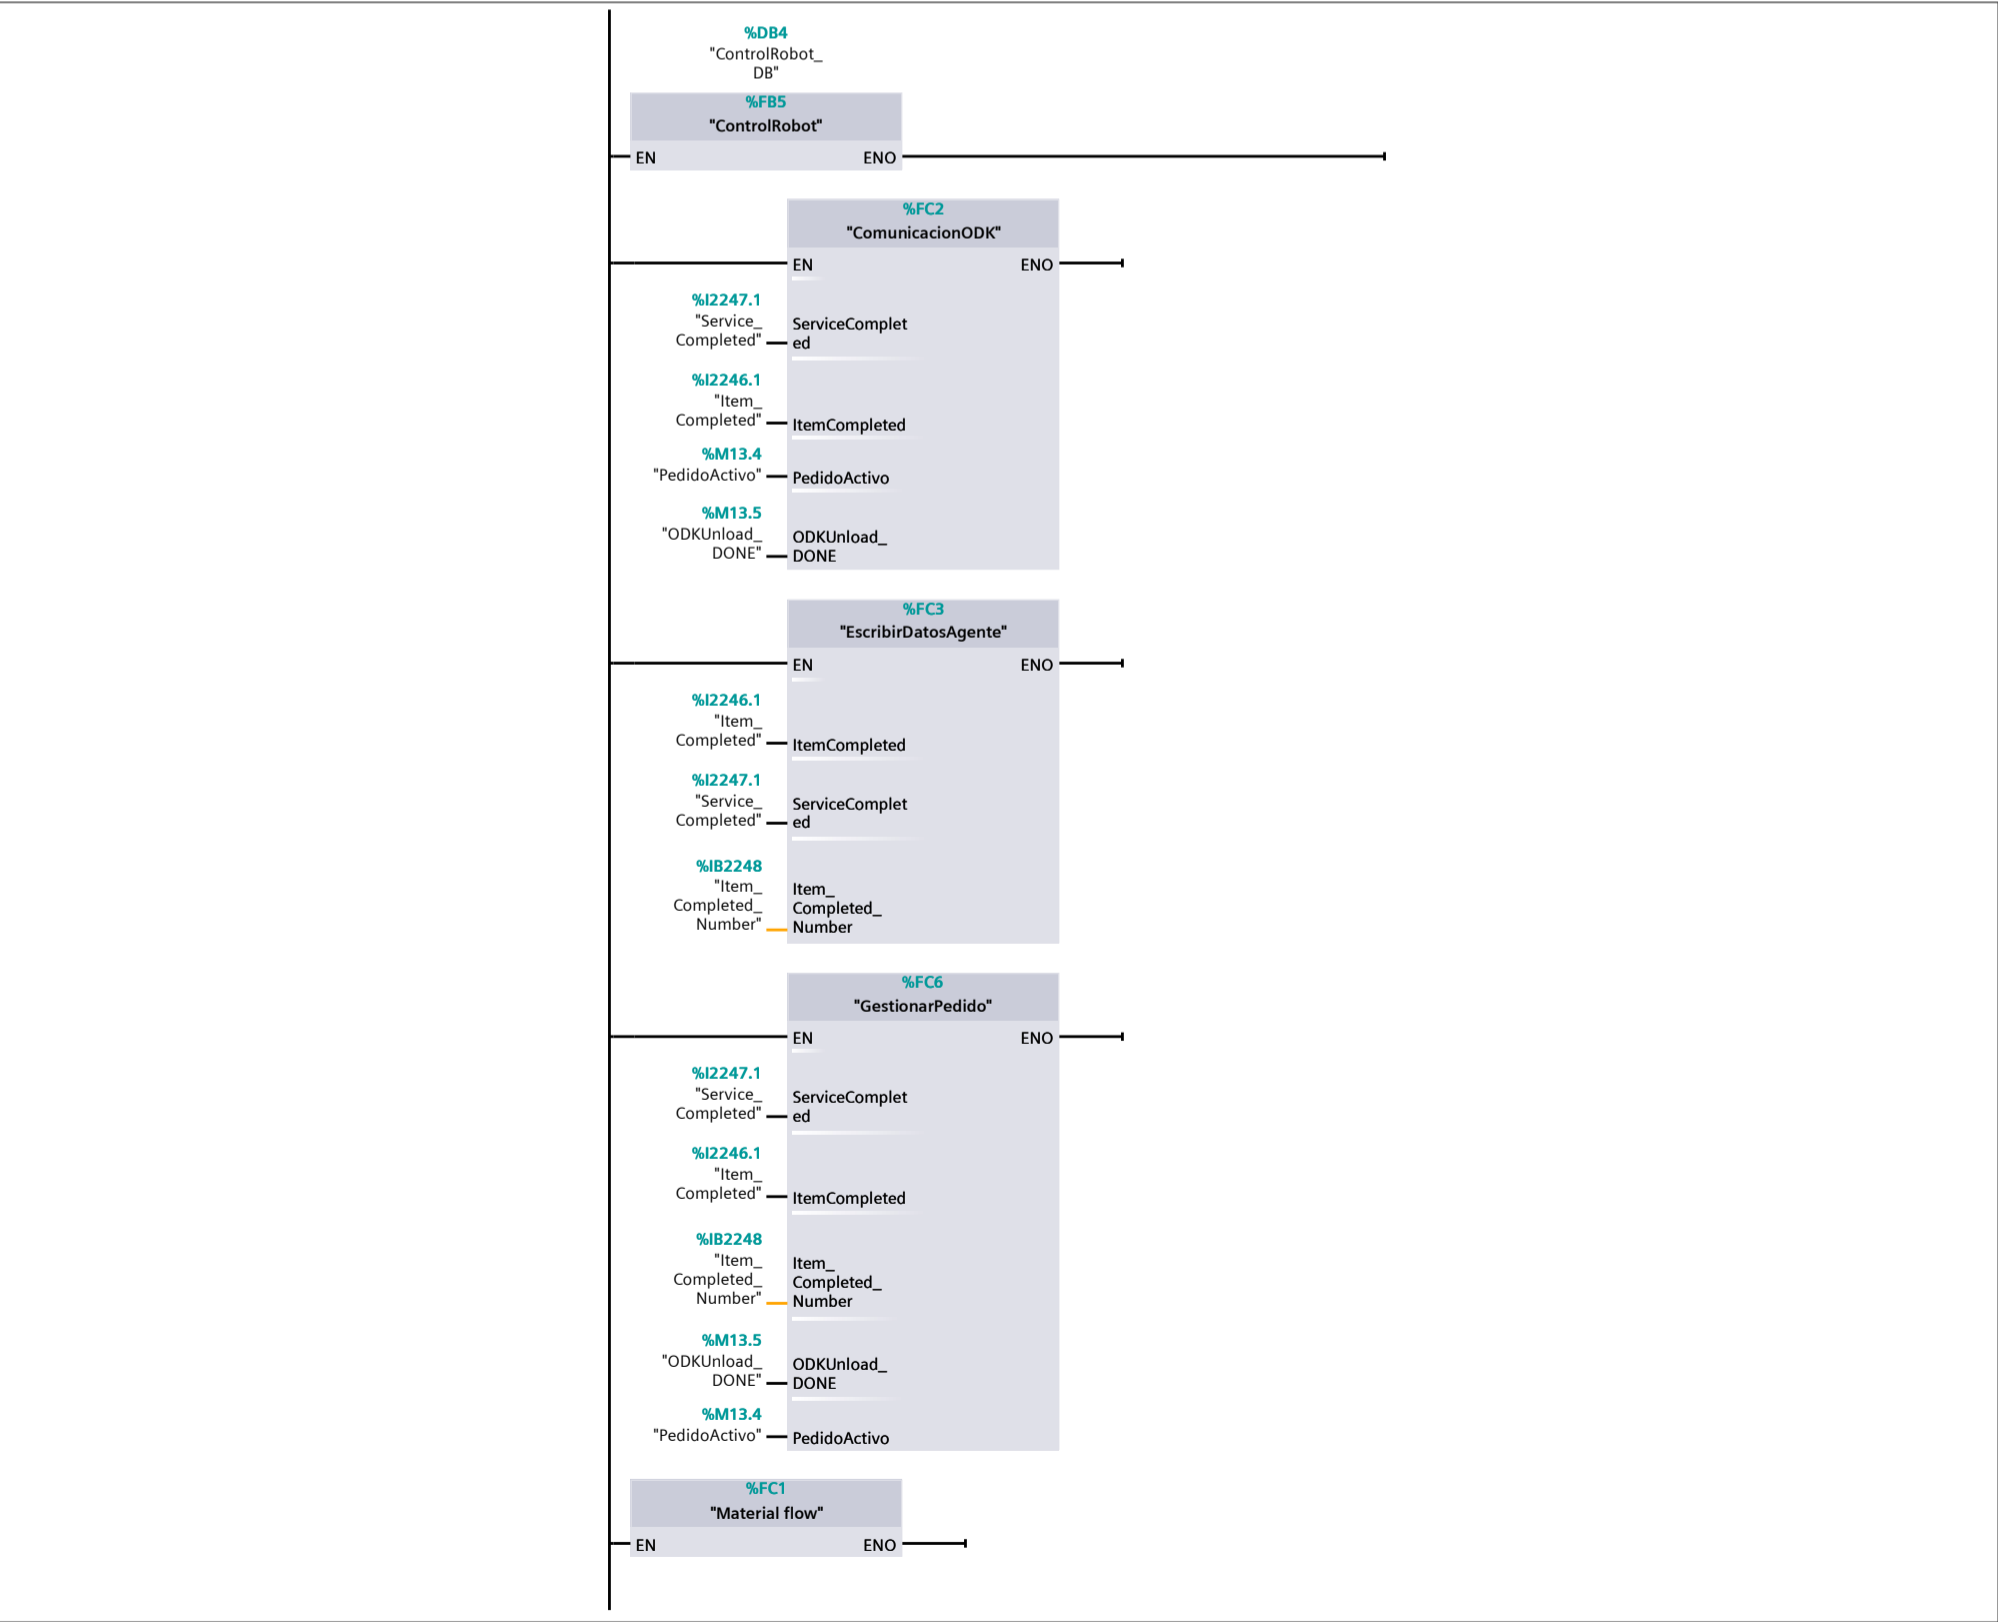 %DB4
"ControlRobot_
DB"
%FB5
"ControlRobot"
EN ENO
%FC2
"ComunicacionODK"
EN ENO
%I2247.1
"Service_
Completed"
ServiceComplet
ed
%I2246.1
"Item_
Completed"
ItemCompleted
%M13.4
"PedidoActivo"
PedidoActivo
%M13.5
"ODKUnload_
DONE"
ODKUnload_
DONE
%FC3
"EscribirDatosAgente"
EN ENO
%I2246.1
"Item_
Completed"
ItemCompleted
%I2247.1
"Service_
Completed"
ServiceComplet
ed
%IB2248
"Item_
Completed_
Number"
Item_
Completed_
Number
%FC6
"GestionarPedido"
EN ENO
%I2247.1
"Service_
Completed"
ServiceComplet
ed
%I2246.1
"Item_
Completed"
ItemCompleted
%IB2248
"Item_
Completed_
Number"
Item_
Completed_
Number
%M13.5
"ODKUnload_
DONE"
ODKUnload_
DONE
%M13.4
"PedidoActivo"
PedidoActivo
%FC1
"Material flow"
EN ENO